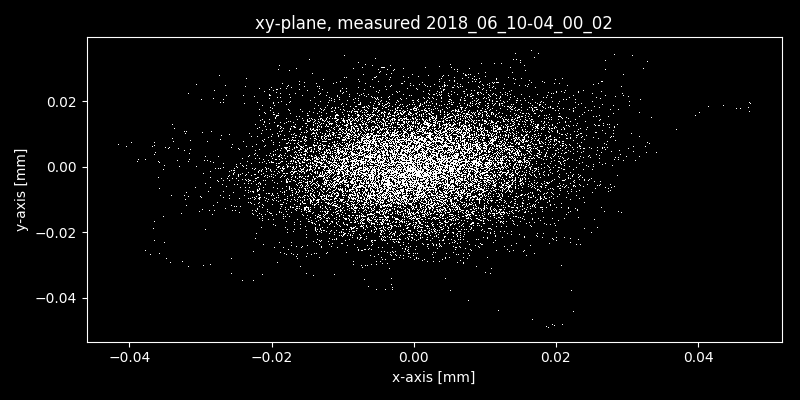 xy-plane, measured 2018_06_10-04_00_02
y-axis [mm]
0.02
0.00
−0.02
−0.04
−0.04 −0.02 0.00 0.02 0.04
x-axis [mm]